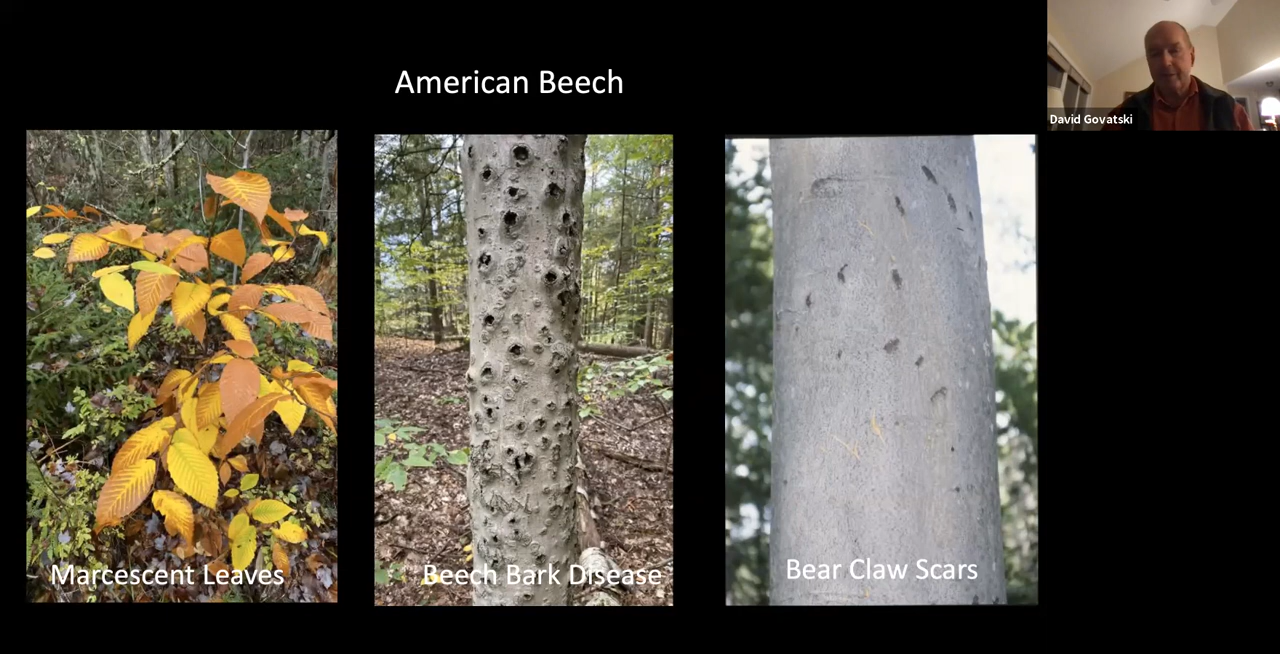 American Beech
David Govatski
Marcescent Leaves
Beech Bark Disease
Bear Claw Scars